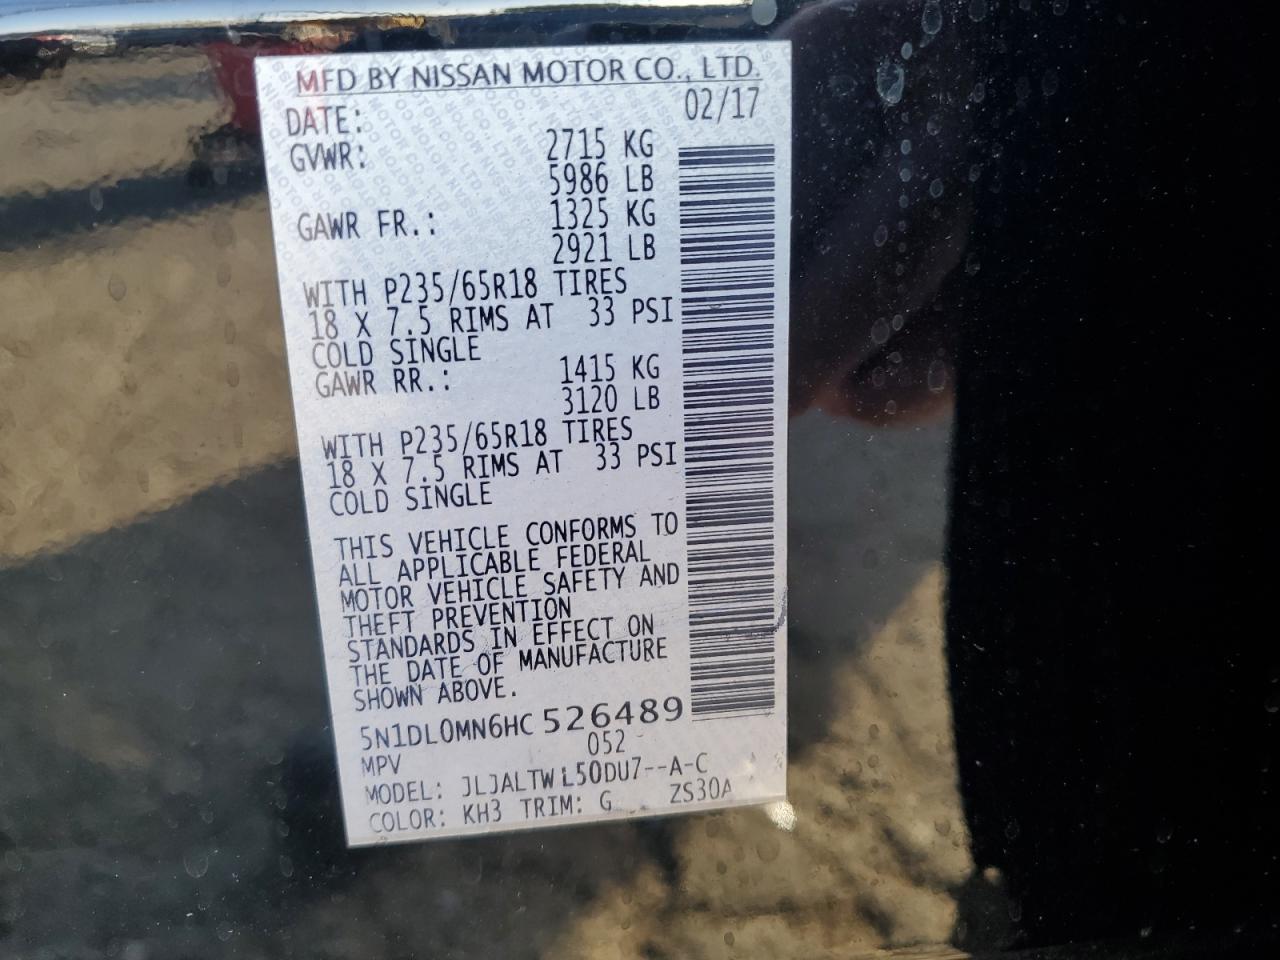 MFD BY NISSAN MOTOR CO., LTD.
DATE: 02/17
GVWR: 2715 KG
5986 LB
GAWR FR.: 1325 KG
2921 LB
WITH P235/65R18 TIRES
18 X 7.5 RIMS AT 33 PSI
COLD SINGLE
GAWR RR.: 1415 KG
3120 LB
WITH P235/65R18 TIRES
18 X 7.5 RIMS AT 33 PSI
COLD SINGLE
THIS VEHICLE CONFORMS TO
ALL APPLICABLE FEDERAL
MOTOR VEHICLE SAFETY AND
THEFT PREVENTION
STANDARDS IN EFFECT ON
THE DATE OF MANUFACTURE
SHOWN ABOVE.
5N1DL0MN6HC 526489
MPV 052
MODEL: JLJALTWL50DU7--A-C
COLOR: KH3 TRIM: G ZS30A